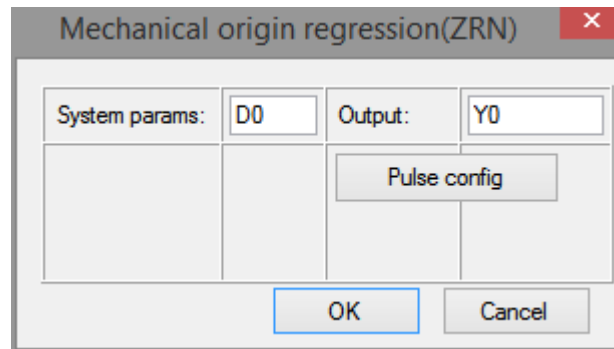 Mechanical origin regression(ZRN)
System params: D0 Output: Y0
Pulse config
OK Cancel